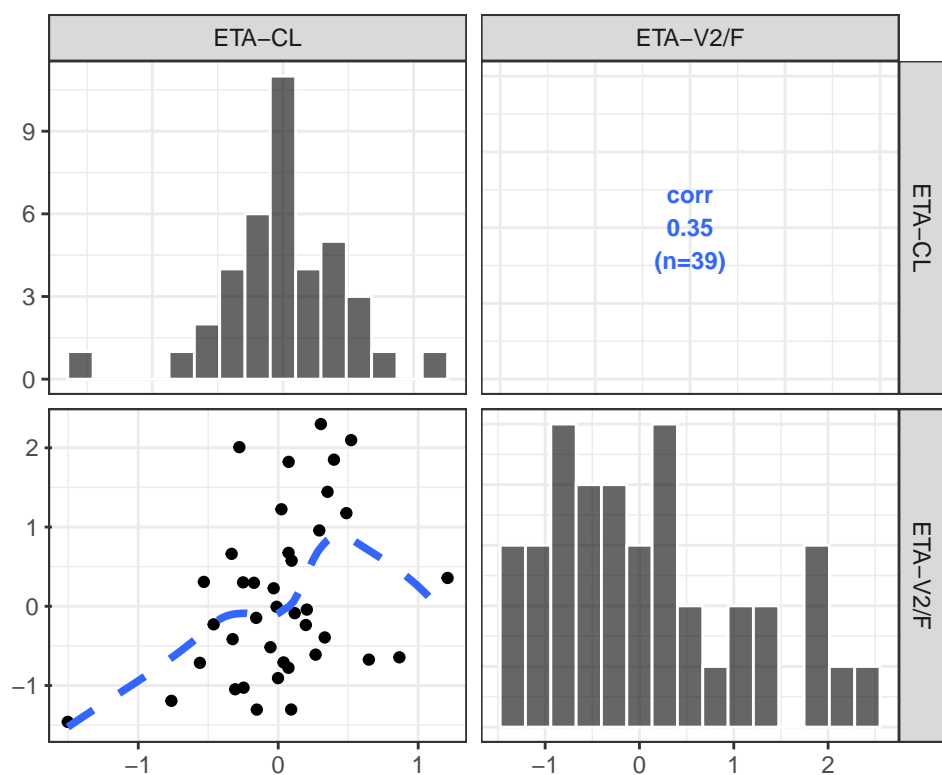 ETA−CL
ETA−V2/F
9
6
3
0
corr
0.35
(n=39)
ETA−CL
2
1
0
−1
ETA−V2/F
−1
0
1
−1
0
1
2